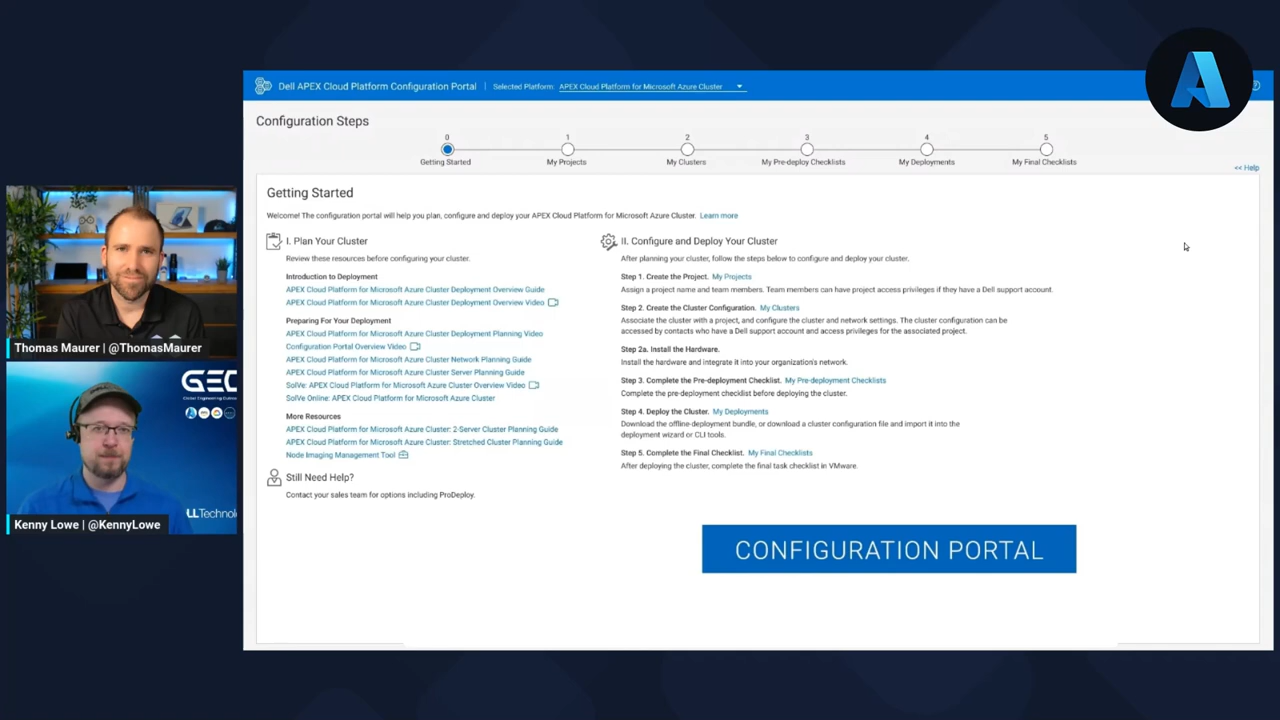 Dell APEX Cloud Platform Configuration Portal | Selected Platform: APEX Cloud Platform for Microsoft Azure Cluster
Configuration Steps
0 1 2 3 4 5
Getting Started My Projects My Clusters My Pre-deploy Checklists My Deployments My Final Checklists
<< Help
Getting Started
Welcome! The configuration portal will help you plan, configure and deploy your APEX Cloud Platform for Microsoft Azure Cluster. Learn more
I. Plan Your Cluster
Review these resources before configuring your cluster.
Introduction to Deployment
APEX Cloud Platform for Microsoft Azure Cluster Deployment Overview Guide
APEX Cloud Platform for Microsoft Azure Cluster Deployment Overview Video
Preparing For Your Deployment
APEX Cloud Platform for Microsoft Azure Cluster Deployment Planning Video
Configuration Portal Overview Video
APEX Cloud Platform for Microsoft Azure Cluster Network Planning Guide
APEX Cloud Platform for Microsoft Azure Cluster Server Planning Guide
SolVe: APEX Cloud Platform for Microsoft Azure Cluster Overview Video
SolVe Online: APEX Cloud Platform for Microsoft Azure Cluster
More Resources
APEX Cloud Platform for Microsoft Azure Cluster: 2-Server Cluster Planning Guide
APEX Cloud Platform for Microsoft Azure Cluster: Stretched Cluster Planning Guide
Node Imaging Management Tool
Still Need Help?
Contact your sales team for options including ProDeploy.
II. Configure and Deploy Your Cluster
After planning your cluster, follow the steps below to configure and deploy your cluster.
Step 1. Create the Project. My Projects
Assign a project name and team members. Team members can have project access privileges if they have a Dell support account.
Step 2. Create the Cluster Configuration. My Clusters
Associate the cluster with a project, and configure the cluster and network settings. The cluster configuration can be
accessed by contacts who have a Dell support account and access privileges for the associated project.
Step 2a. Install the Hardware.
Install the hardware and integrate it into your organization's network.
Step 3. Complete the Pre-deployment Checklist. My Pre-deployment Checklists
Complete the pre-deployment checklist before deploying the cluster.
Step 4. Deploy the Cluster. My Deployments
Download the offline-deployment bundle, or download a cluster configuration file and import it into the
deployment wizard or CLI tools.
Step 5. Complete the Final Checklist. My Final Checklists
After deploying the cluster, complete the final task checklist in VMware.
CONFIGURATION PORTAL
Thomas Maurer | @ThomasMaurer
GEO
LLTechnolo
Kenny Lowe | @KennyLowe